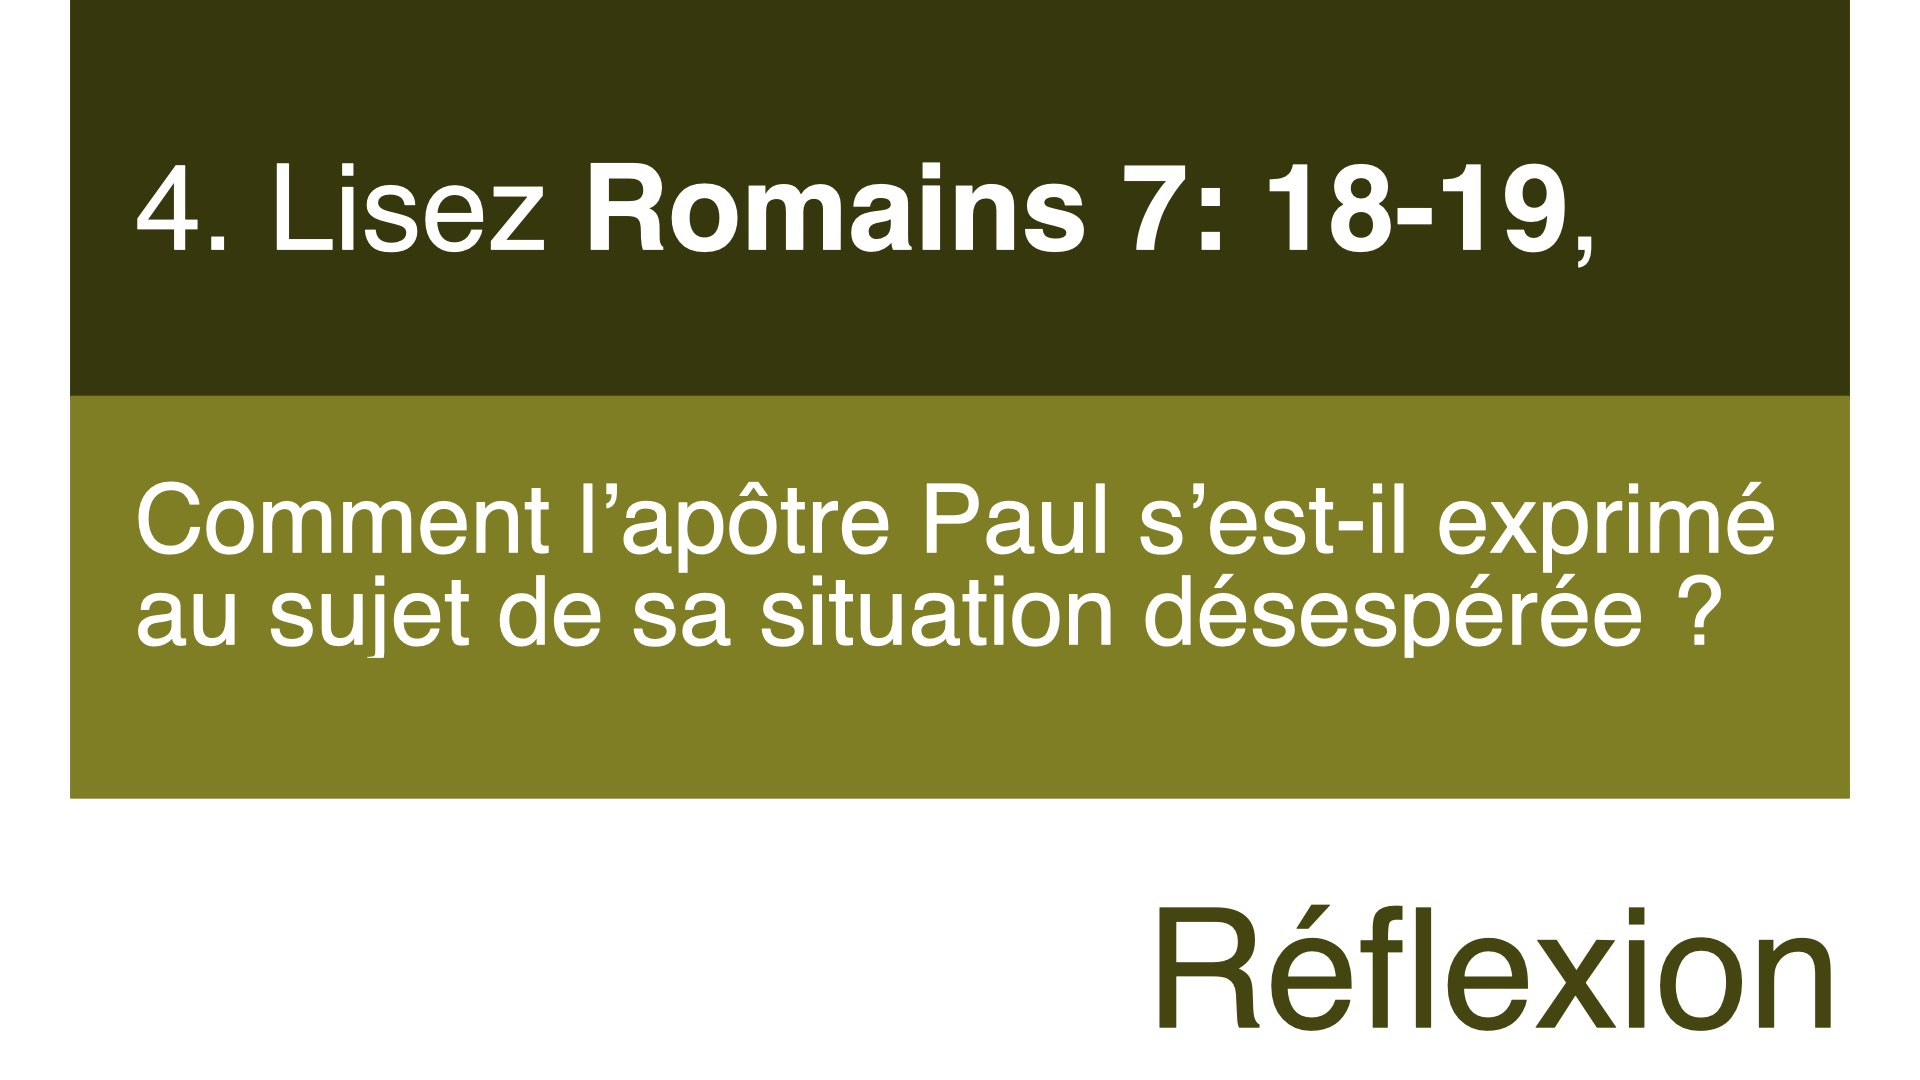 4. Lisez Romains 7: 18-19,
Comment l’apôtre Paul s’est-il exprimé
au sujet de sa situation désespérée ?
Réflexion